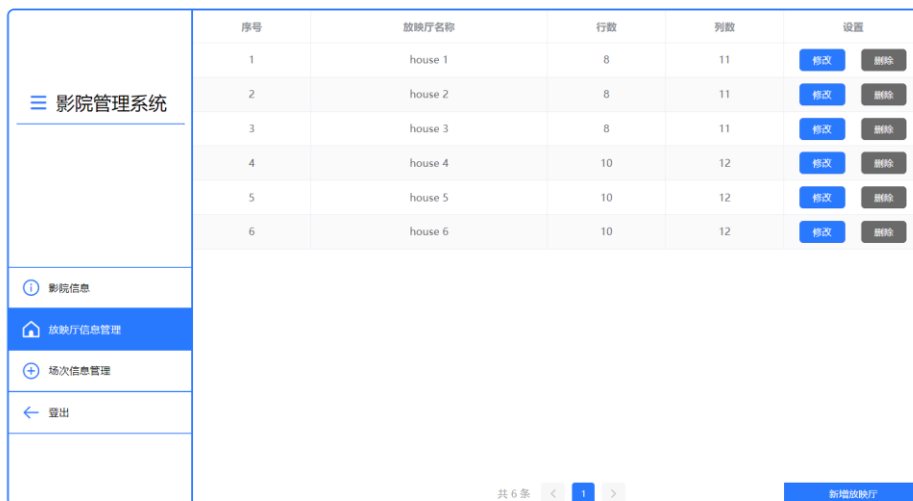 影院管理系统
影院信息
放映厅信息管理
场次信息管理
登出
序号 放映厅名称 行数 列数 设置
1 house 1 8 11 修改 删除
2 house 2 8 11 修改 删除
3 house 3 8 11 修改 删除
4 house 4 10 12 修改 删除
5 house 5 10 12 修改 删除
6 house 6 10 12 修改 删除
共 6 条 < 1 >
新增放映厅